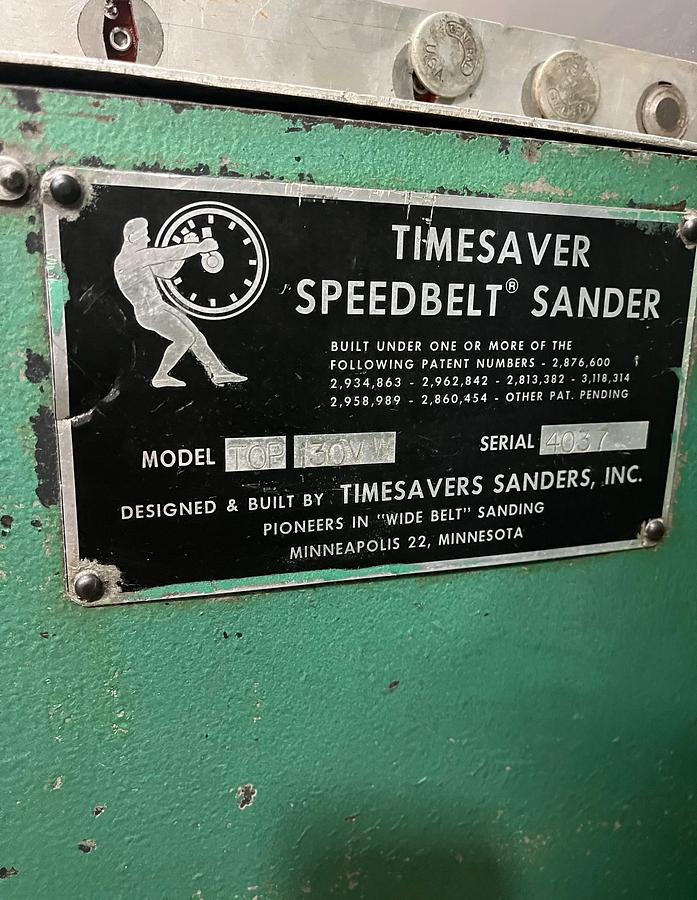 USA
TIMESAVER
SPEEDBELT® SANDER
BUILT UNDER ONE OR MORE OF THE
FOLLOWING PATENT NUMBERS - 2,876,600
2,934,863 - 2,962,842 - 2,813,382 - 3,118,314
2,958,989 - 2,860,454 - OTHER PAT. PENDING
MODEL TOP 130VW SERIAL 4037
DESIGNED & BUILT BY TIMESAVERS SANDERS, INC.
PIONEERS IN "WIDE BELT" SANDING
MINNEAPOLIS 22, MINNESOTA